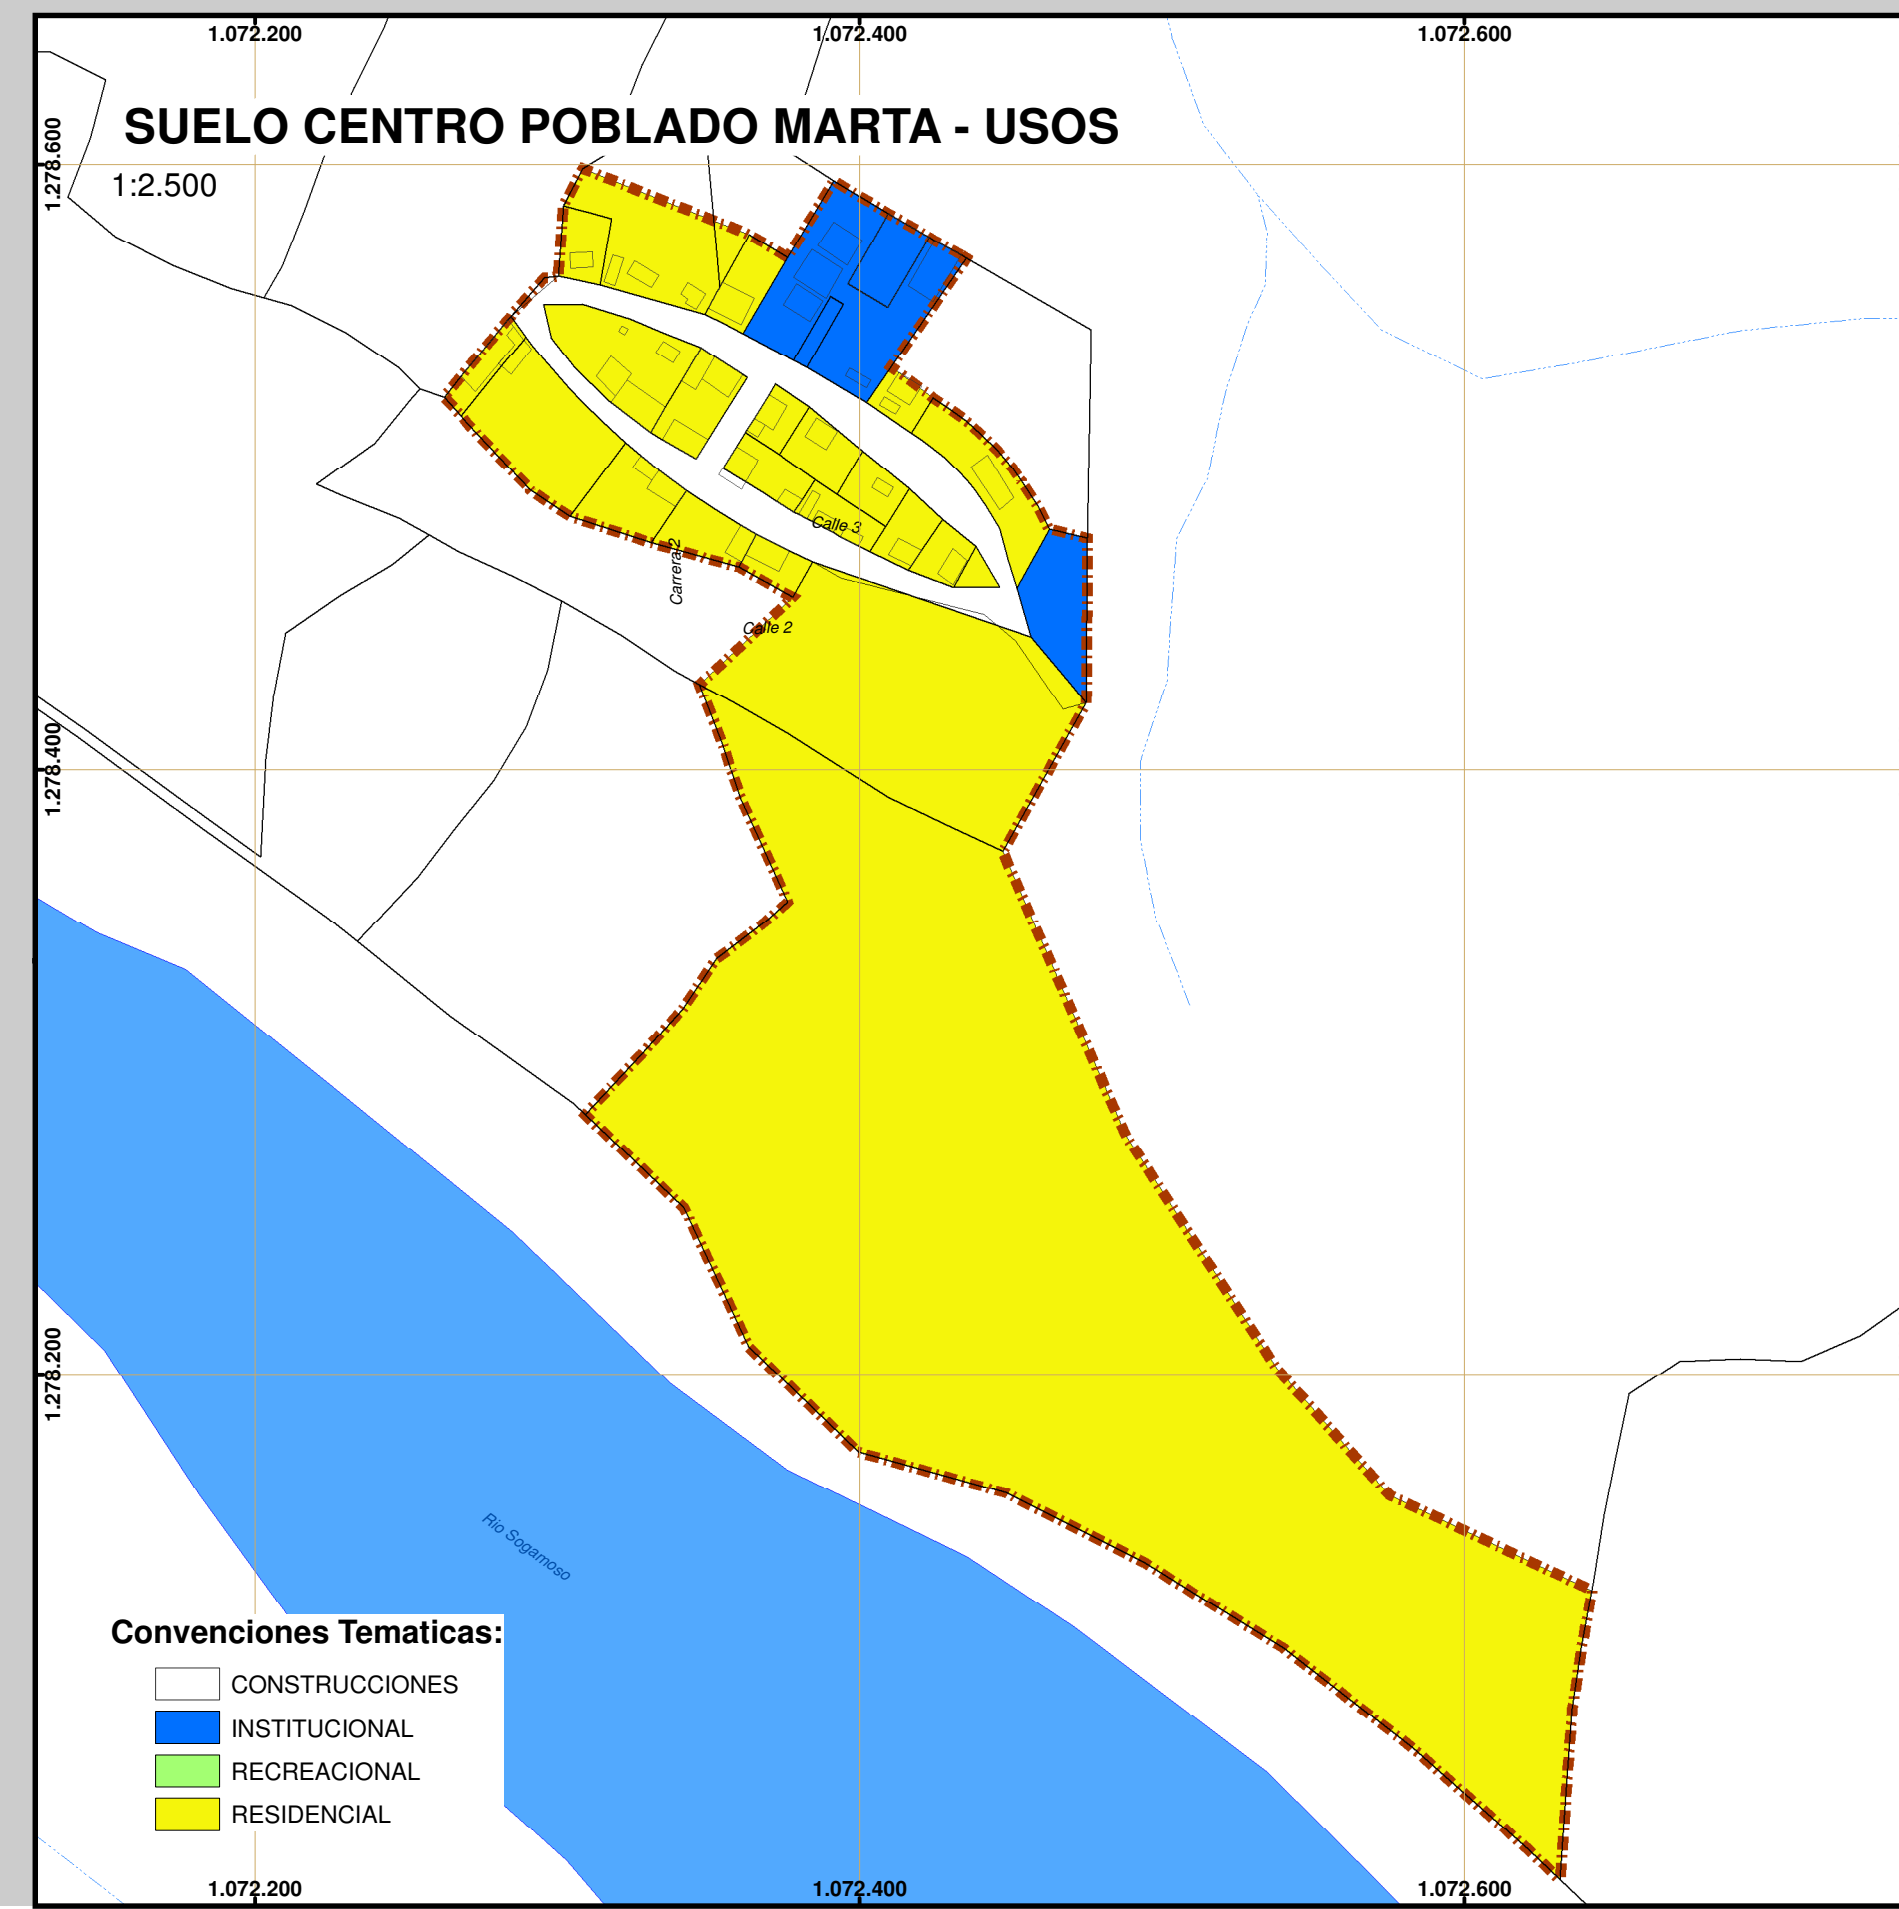 1.072.200
1.072.400
1.072.600
SUELO CENTRO POBLADO MARTA - USOS
1.278.600
1:2.500
Calle 3
Carrera 2
Calle 2
1.278.400
1.278.200
Rio Sogamoso
Convenciones Tematicas:
CONSTRUCCIONES
INSTITUCIONAL
RECREACIONAL
RESIDENCIAL
1.072.200
1.072.400
1.072.600